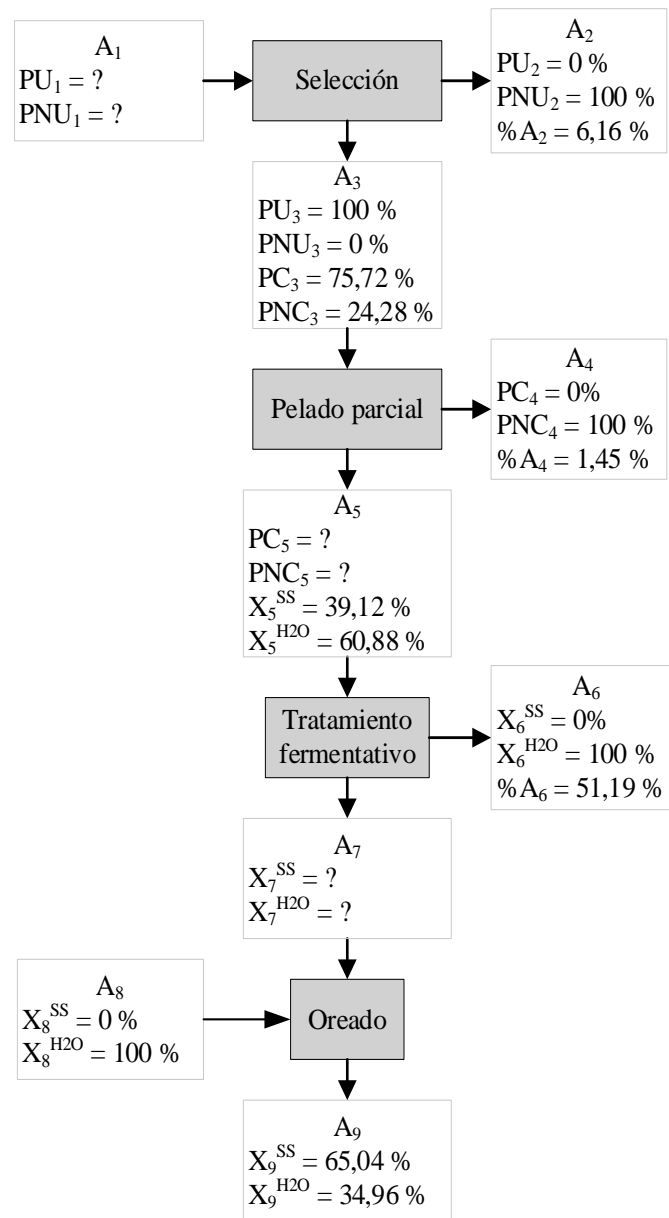 A₁
PU₁ = ?
PNU₁ = ?
Selección
A₂
PU₂ = 0 %
PNU₂ = 100 %
%A₂ = 6,16 %
A₃
PU₃ = 100 %
PNU₃ = 0 %
PC₃ = 75,72 %
PNC₃ = 24,28 %
Pelado parcial
A₄
PC₄ = 0%
PNC₄ = 100 %
%A₄ = 1,45 %
A₅
PC₅ = ?
PNC₅ = ?
X₅ˢˢ = 39,12 %
X₅ᴴ²ᴼ = 60,88 %
Tratamiento
fermentativo
A₆
X₆ˢˢ = 0%
X₆ᴴ²ᴼ = 100 %
%A₆ = 51,19 %
A₇
X₇ˢˢ = ?
X₇ᴴ²ᴼ = ?
A₈
X₈ˢˢ = 0 %
X₈ᴴ²ᴼ = 100 %
Oreado
A₉
X₉ˢˢ = 65,04 %
X₉ᴴ²ᴼ = 34,96 %